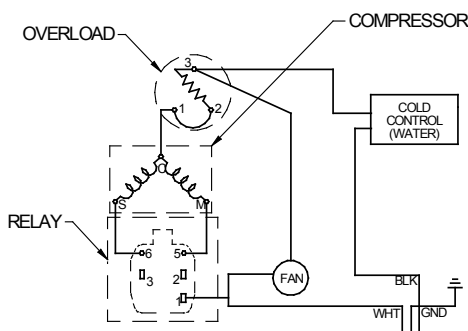 COMPRESSOR
OVERLOAD
3
1 2
COLD
CONTROL
(WATER)
C
S M
RELAY
6 5
3 2
1
FAN
BLK
WHT GND